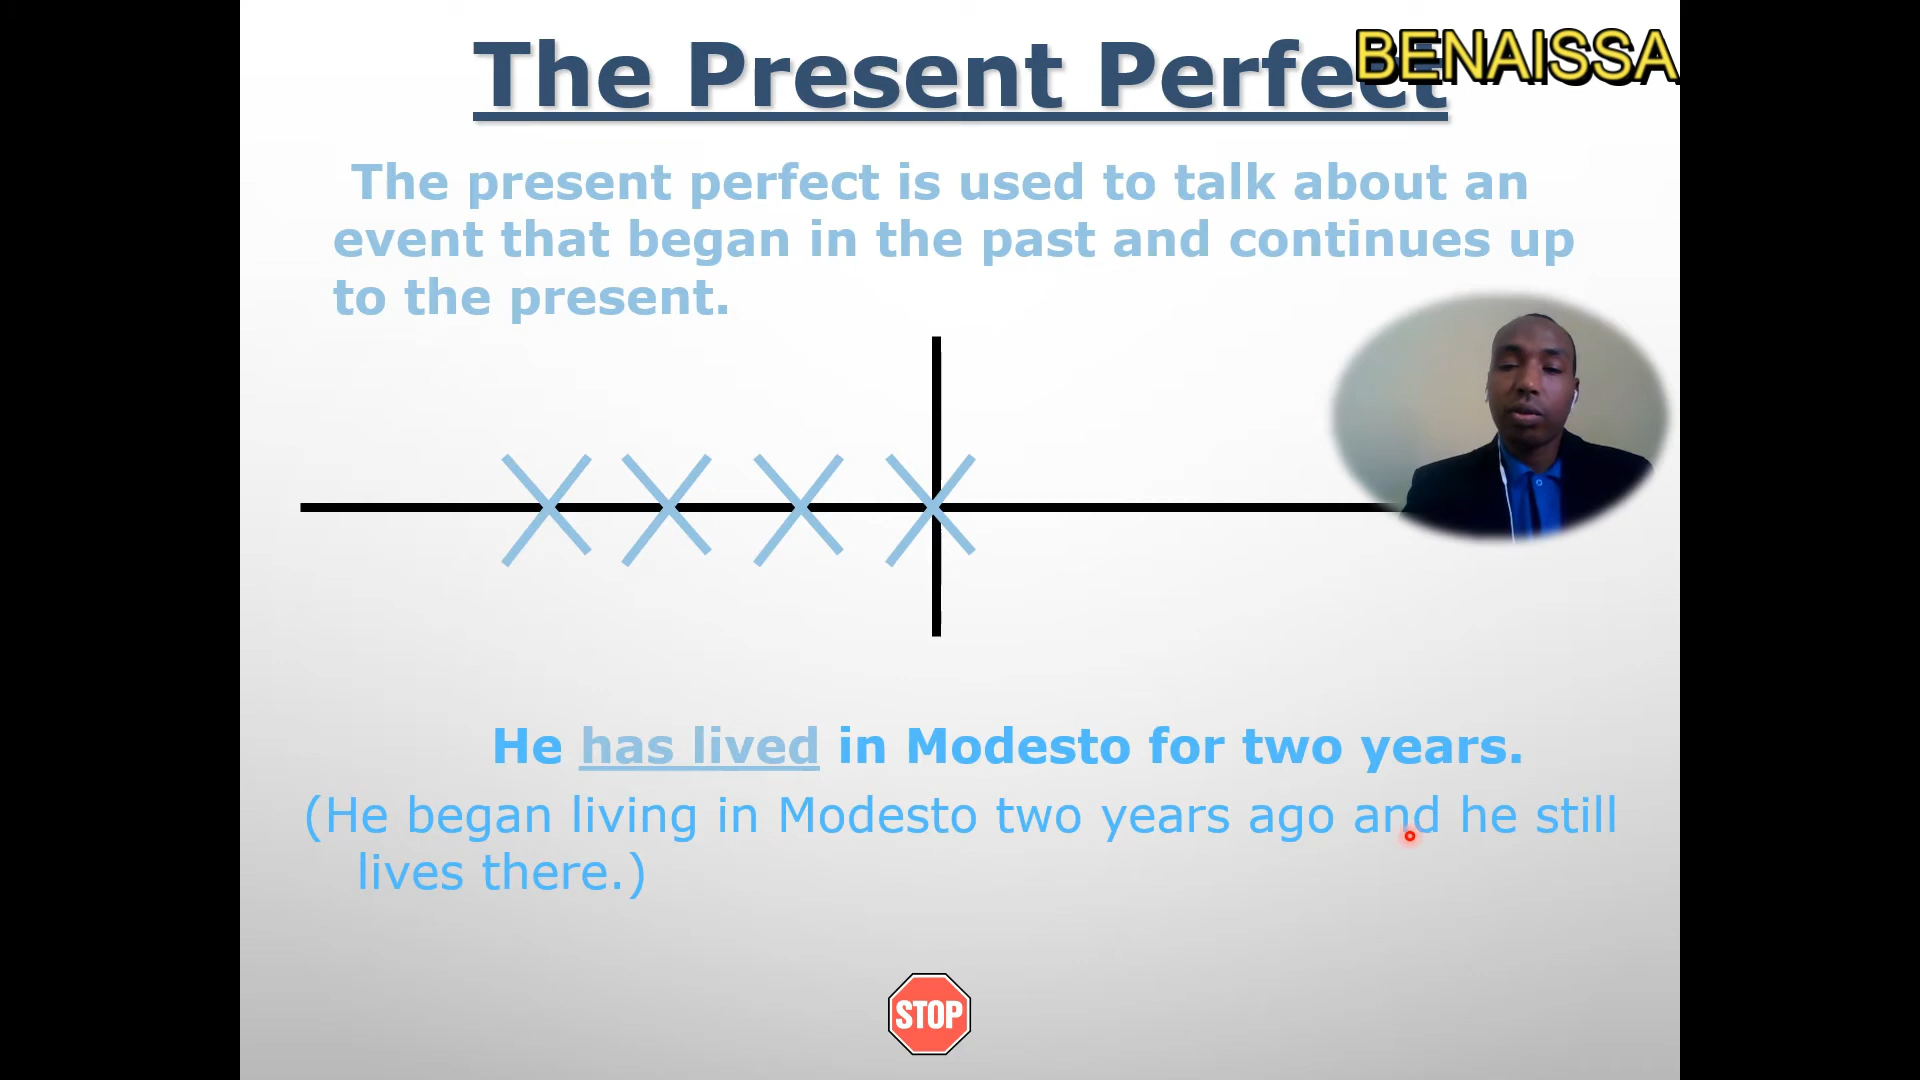 The Present Perfect
BENAISSA
The present perfect is used to talk about an
event that began in the past and continues up
to the present.
He has lived in Modesto for two years.
(He began living in Modesto two years ago and he still
lives there.)
STOP